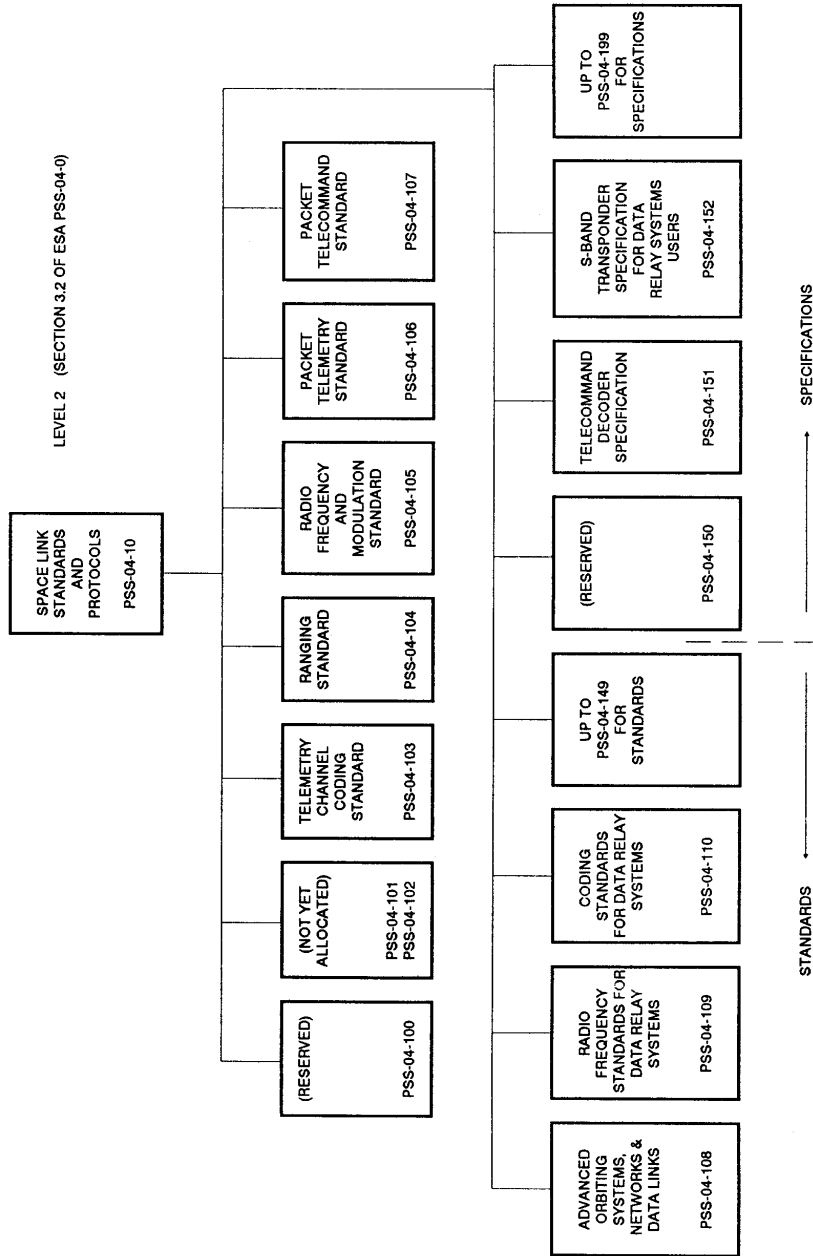 LEVEL 2 (SECTION 3.2 OF ESA PSS-04-0)
SPACE LINK
STANDARDS
AND
PROTOCOLS
PSS-04-10
(RESERVED)
PSS-04-100
(NOT YET
ALLOCATED)
PSS-04-101
PSS-04-102
TELEMETRY
CHANNEL
CODING
STANDARD
PSS-04-103
RANGING
STANDARD
PSS-04-104
RADIO
FREQUENCY
AND
MODULATION
STANDARD
PSS-04-105
PACKET
TELEMETRY
STANDARD
PSS-04-106
PACKET
TELECOMMAND
STANDARD
PSS-04-107
ADVANCED
ORBITING
SYSTEMS,
NETWORKS &
DATA LINKS
PSS-04-108
RADIO
FREQUENCY
STANDARDS FOR
DATA RELAY
SYSTEMS
PSS-04-109
CODING
STANDARDS
FOR DATA RELAY
SYSTEMS
PSS-04-110
UP TO
PSS-04-149
FOR
STANDARDS
(RESERVED)
PSS-04-150
TELECOMMAND
DECODER
SPECIFICATION
PSS-04-151
S-BAND
TRANSPONDER
SPECIFICATION
FOR DATA
RELAY SYSTEMS
USERS
PSS-04-152
UP TO
PSS-04-199
FOR
SPECIFICATIONS
STANDARDS
SPECIFICATIONS